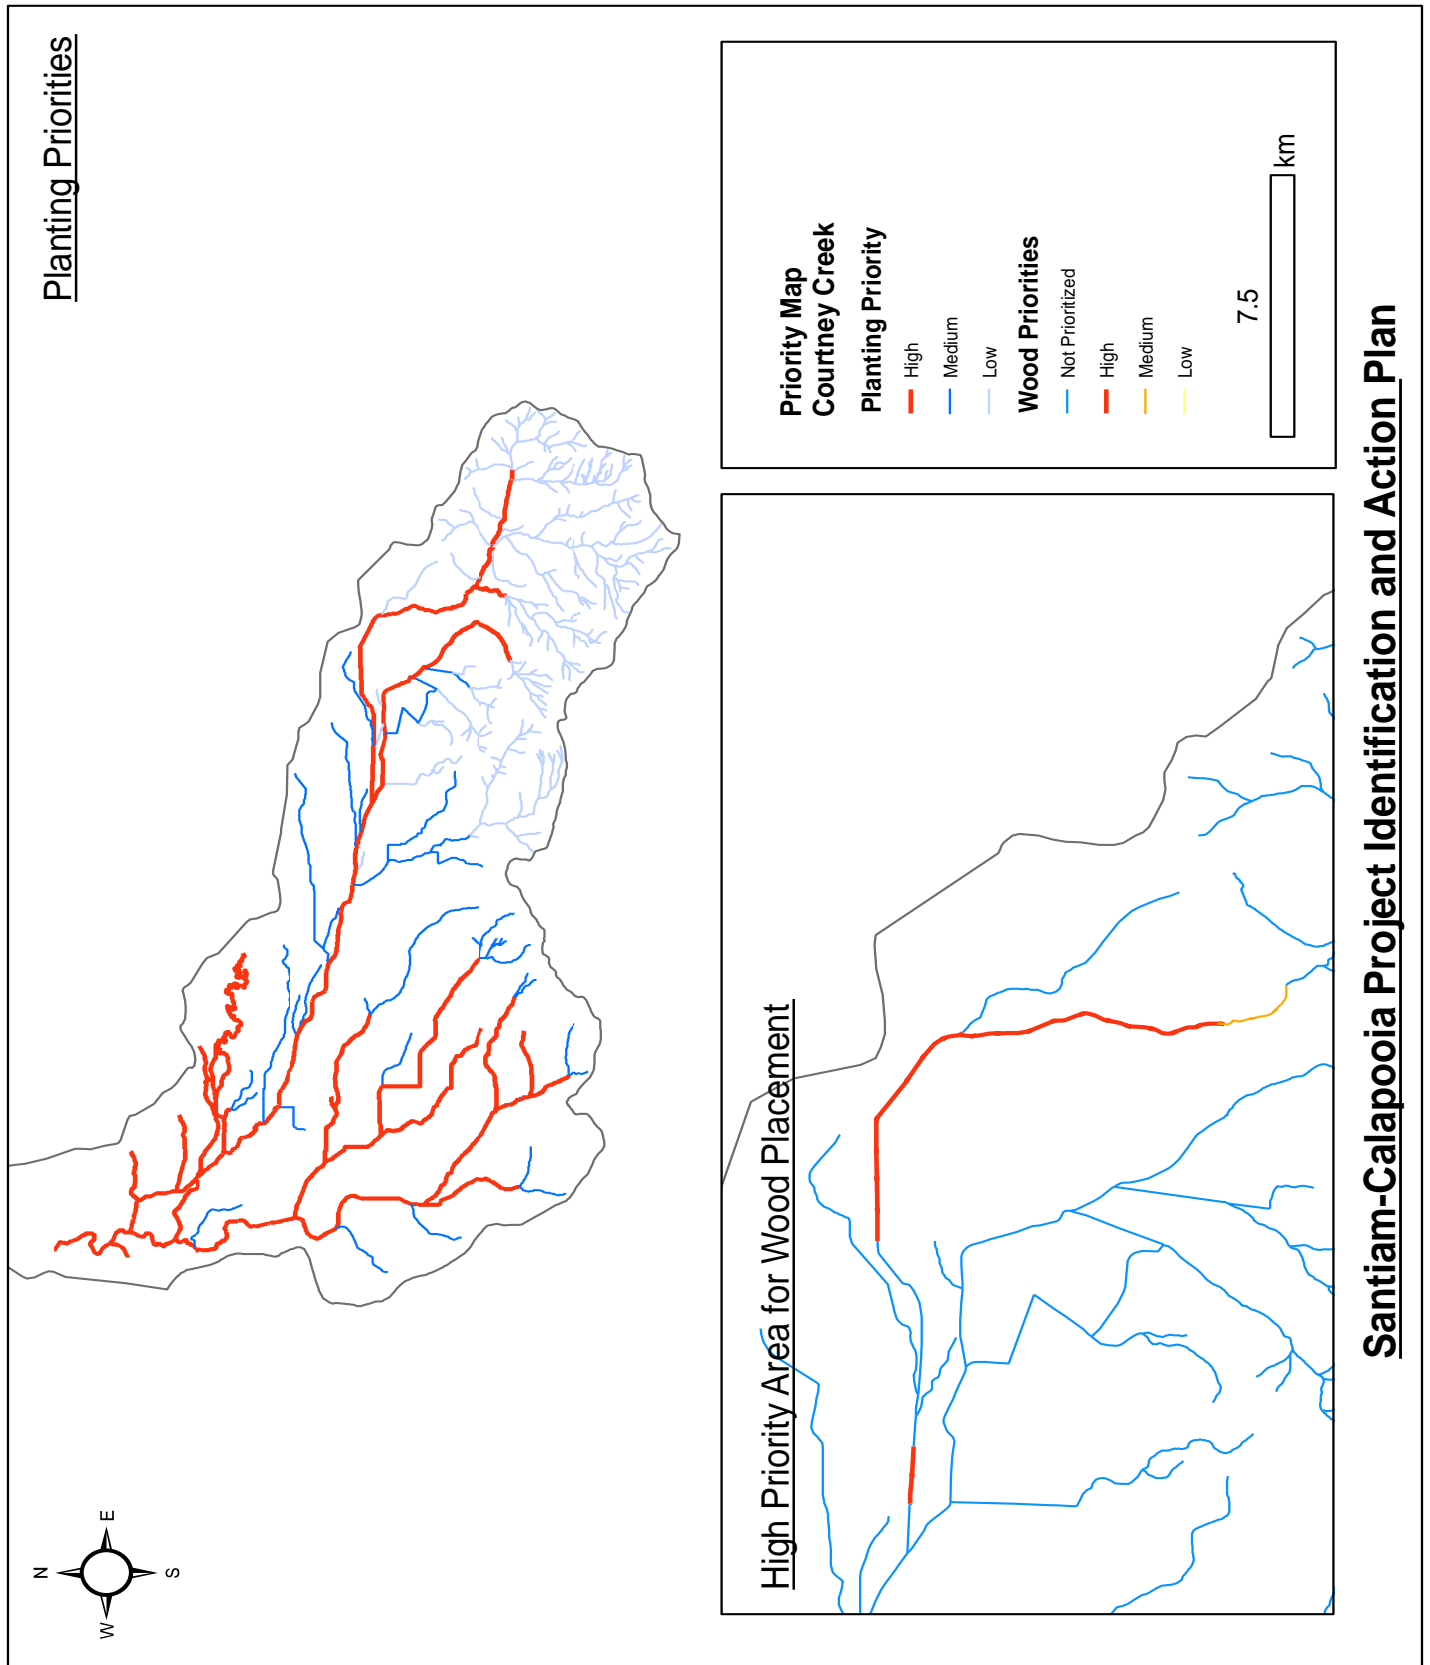 Planting Priorities
N
W
E
S
High Priority Area for Wood Placement
Priority Map
Courtney Creek
Planting Priority
High
Medium
Low
Wood Priorities
Not Prioritized
High
Medium
Low
7.5
km
Santiam-Calapooia Project Identification and Action Plan